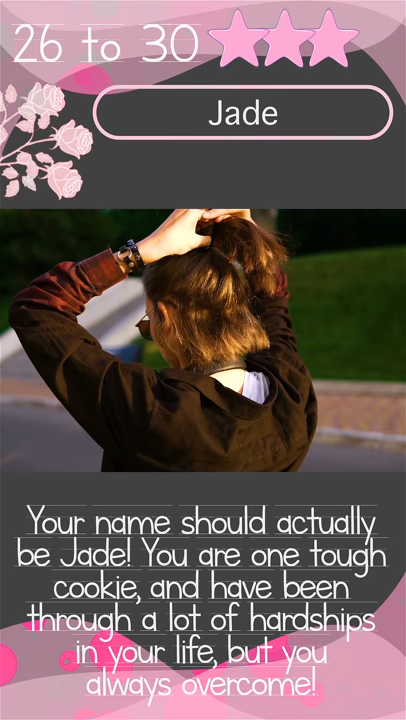 26 to 30
Jade
Your name should actually
be Jade! You are one tough
cookie, and have been
through a lot of hardships
in your life, but you
always overcome!